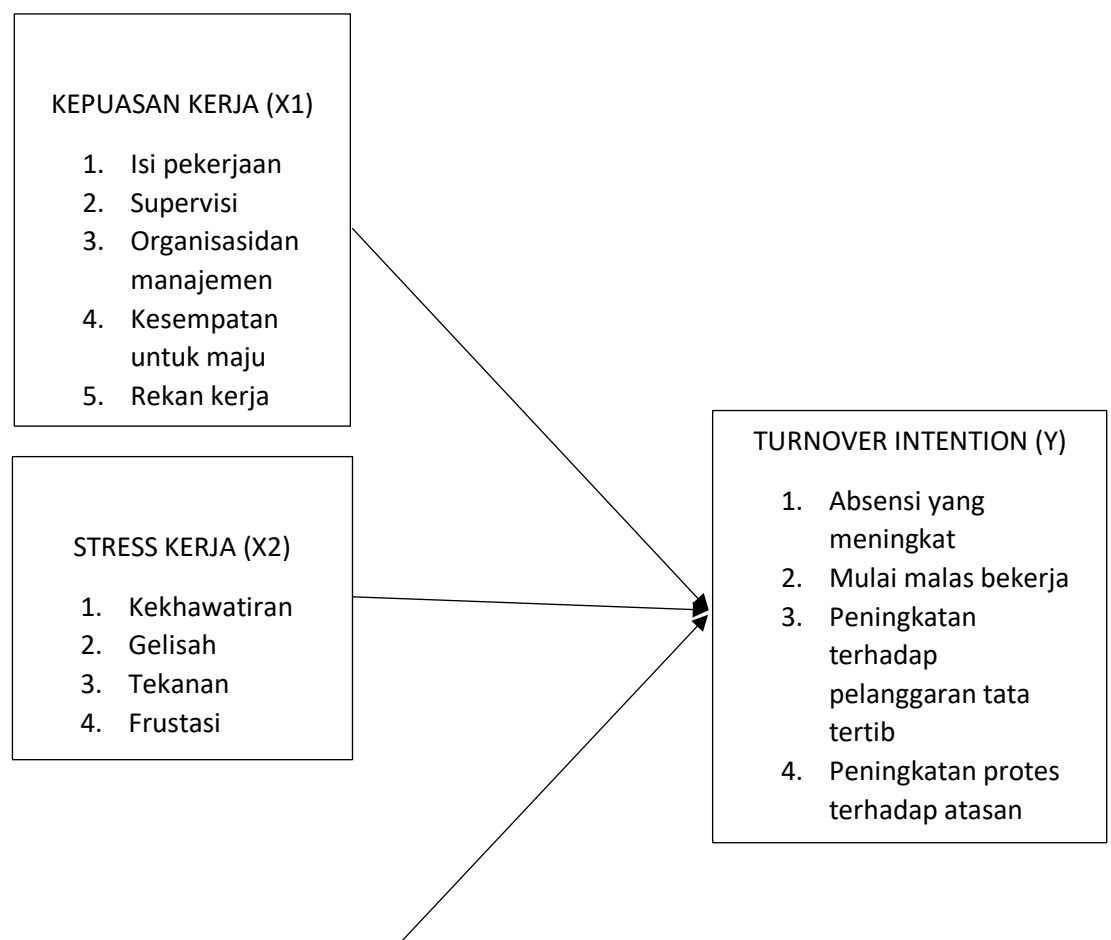 KEPUASAN KERJA (X1)
1. Isi pekerjaan
2. Supervisi
3. Organisasidan
manajemen
4. Kesempatan
untuk maju
5. Rekan kerja
STRESS KERJA (X2)
1. Kekhawatiran
2. Gelisah
3. Tekanan
4. Frustasi
TURNOVER INTENTION (Y)
1. Absensi yang
meningkat
2. Mulai malas bekerja
3. Peningkatan
terhadap
pelanggaran tata
tertib
4. Peningkatan protes
terhadap atasan